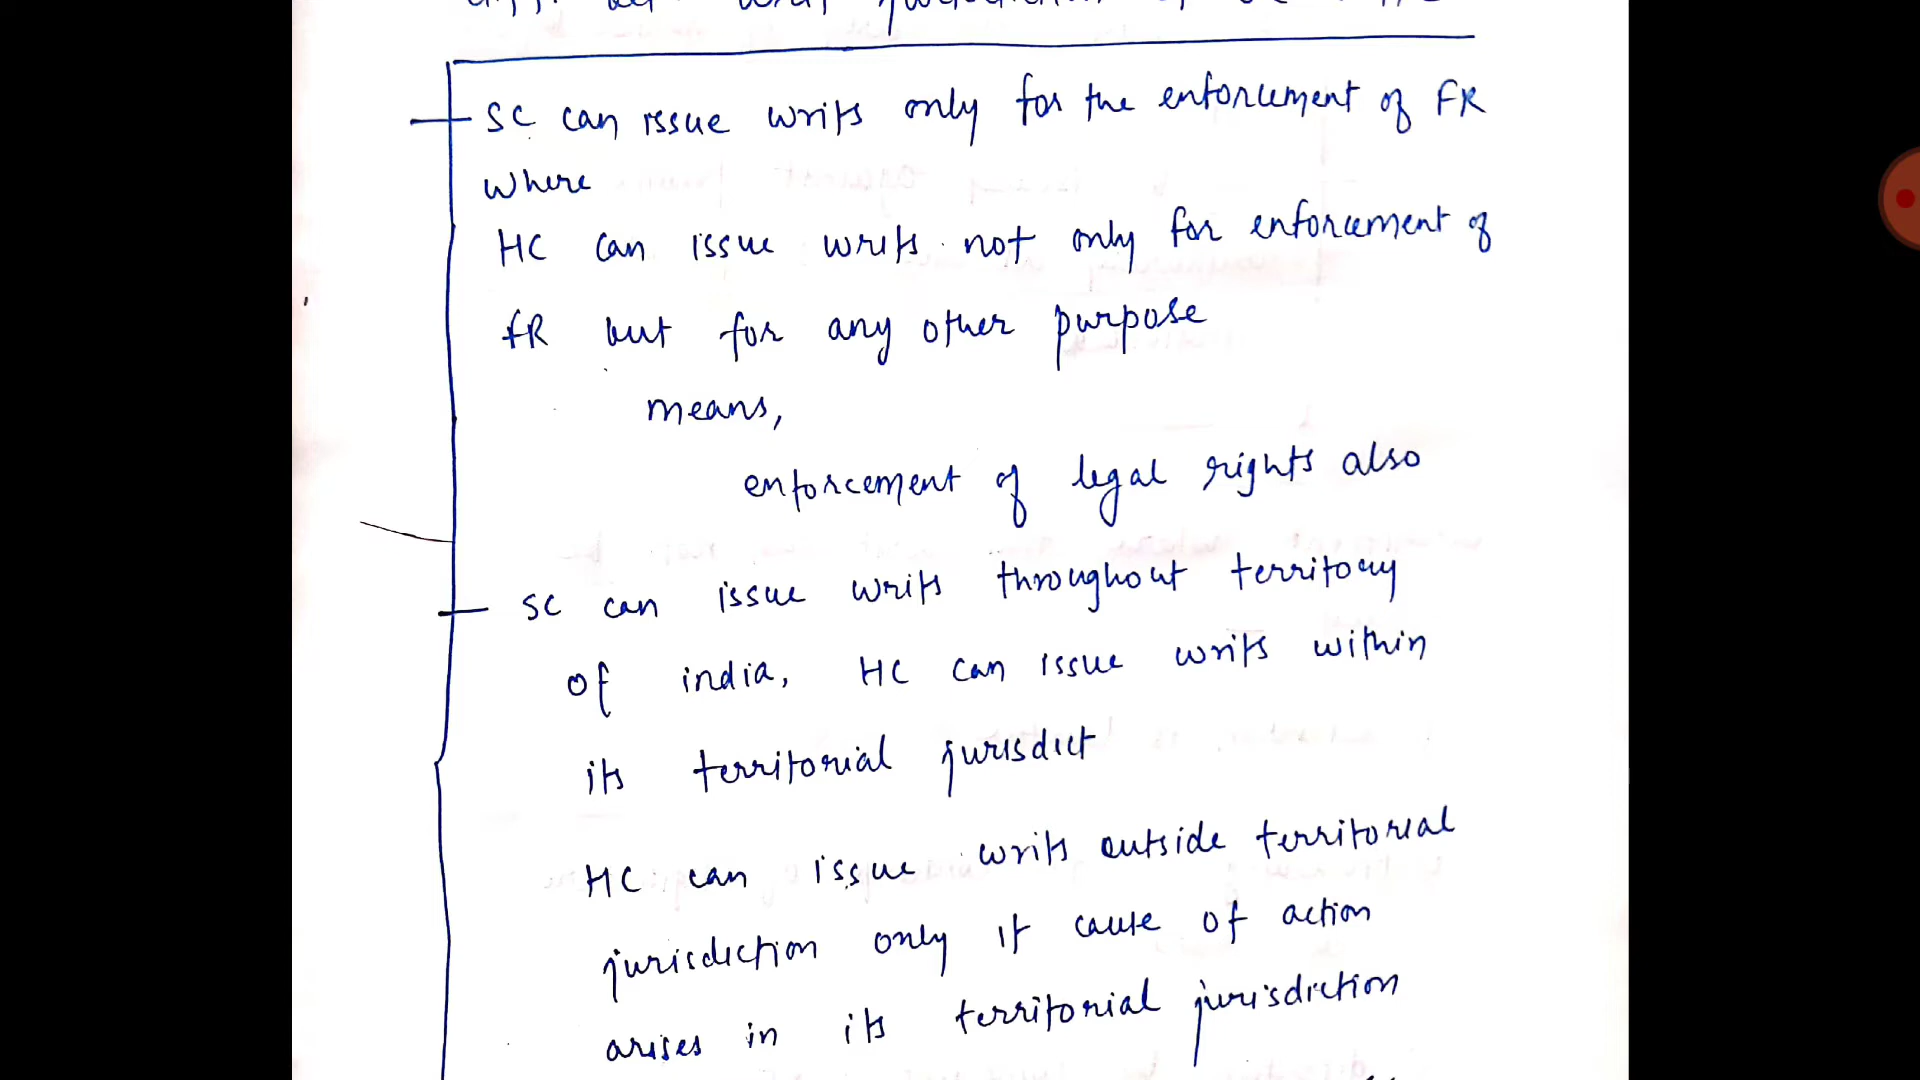 SC can issue writs only for the enforcement of FR
where
HC can issue writs not only for enforcement of
FR but for any other purpose
means,
enforcement of legal rights also
SC can issue writs throughout territory
of india, HC can issue writs within
its territorial jurisdict
HC can issue writs outside territorial
jurisdiction only if cause of action
arises in its territorial jurisdiction